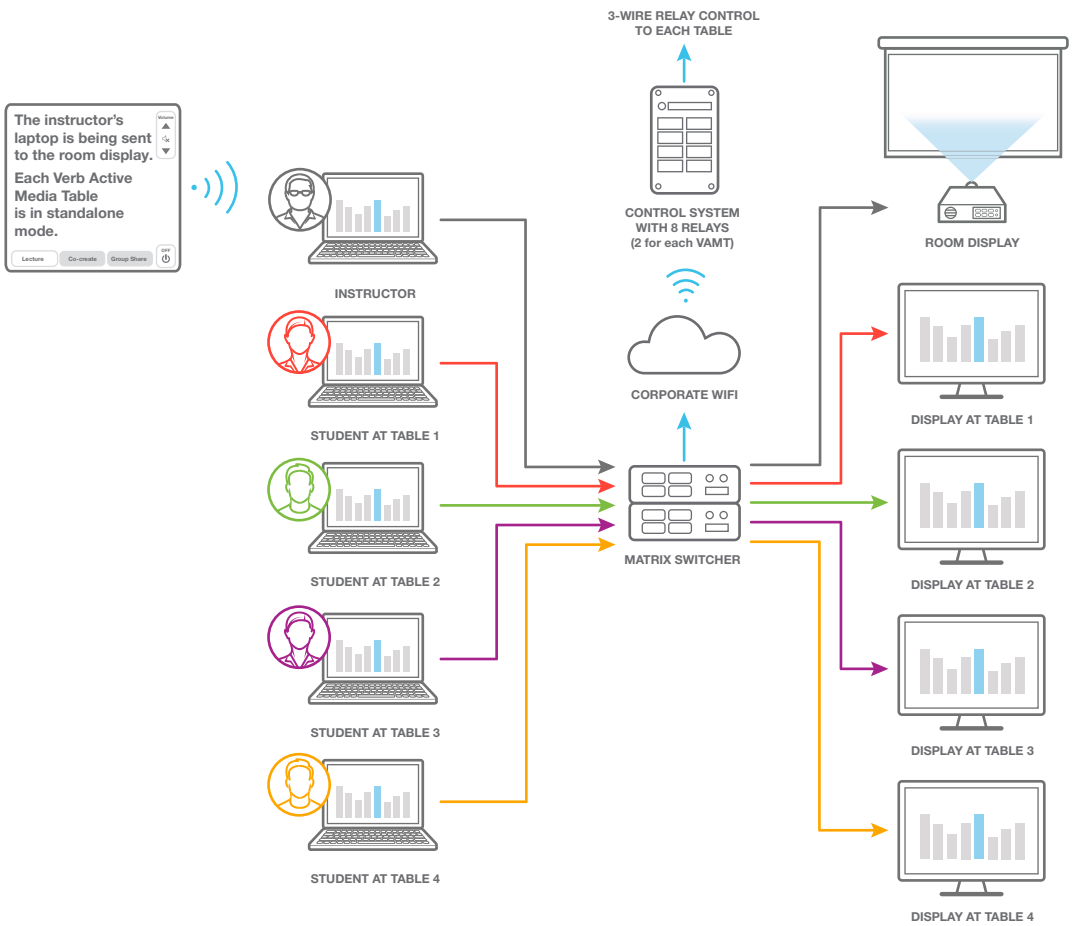 3-WIRE RELAY CONTROL
TO EACH TABLE
The instructor's
laptop is being sent
to the room display.
Each Verb Active
Media Table
is in standalone
mode.
Volume
Lecture
Co-create
Group Share
OFF
INSTRUCTOR
STUDENT AT TABLE 1
STUDENT AT TABLE 2
STUDENT AT TABLE 3
STUDENT AT TABLE 4
CONTROL SYSTEM
WITH 8 RELAYS
(2 for each VAMT)
CORPORATE WIFI
MATRIX SWITCHER
ROOM DISPLAY
DISPLAY AT TABLE 1
DISPLAY AT TABLE 2
DISPLAY AT TABLE 3
DISPLAY AT TABLE 4